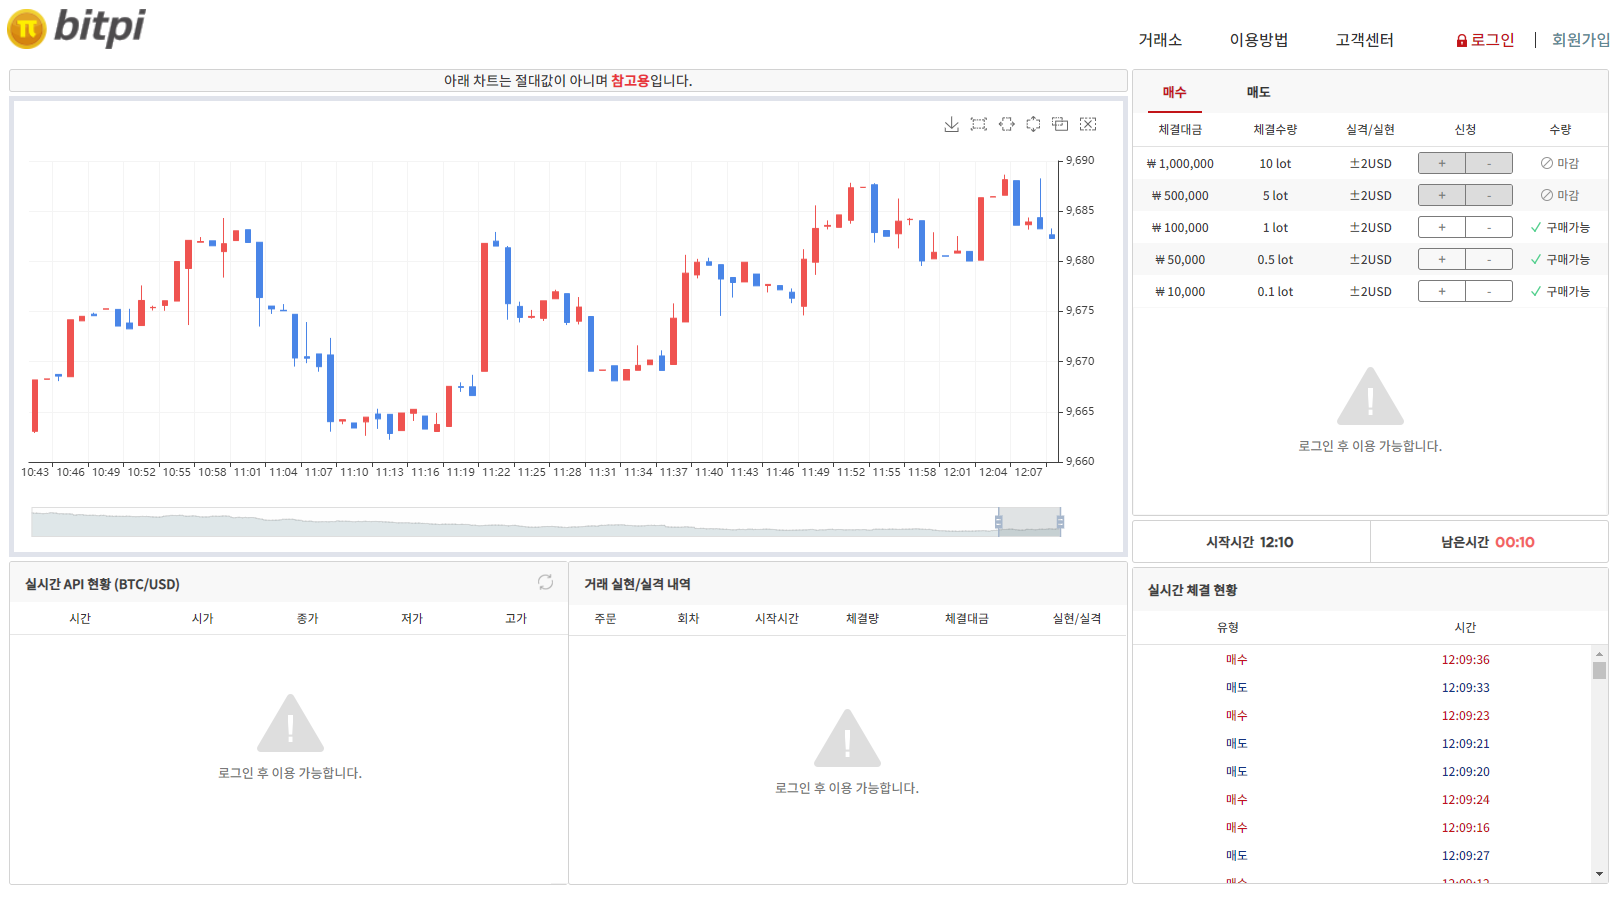 bitpi
거래소 이용방법 고객센터 로그인 | 회원가입
아래 차트는 절대값이 아니며 참고용입니다.
9,690
9,685
9,680
9,675
9,670
9,665
9,660
10:43 10:46 10:49 10:52 10:55 10:58 11:01 11:04 11:07 11:10 11:13 11:16 11:19 11:22 11:25 11:28 11:31 11:34 11:37 11:40 11:43 11:46 11:49 11:52 11:55 11:58 12:01 12:04 12:07
매수 매도
체결대금 체결수량 실격/실현 신청 수량
₩1,000,000 10 lot ±2USD + - 마감
₩500,000 5 lot ±2USD + - 마감
₩100,000 1 lot ±2USD + - 구매가능
₩50,000 0.5 lot ±2USD + - 구매가능
₩10,000 0.1 lot ±2USD + - 구매가능
로그인 후 이용 가능합니다.
시작시간 12:10 남은시간 00:10
실시간 API 현황 (BTC/USD)
시간 시가 종가 저가 고가
로그인 후 이용 가능합니다.
거래 실현/실격 내역
주문 회차 시작시간 체결량 체결대금 실현/실격
로그인 후 이용 가능합니다.
실시간 체결 현황
유형 시간
매수 12:09:36
매도 12:09:33
매수 12:09:23
매도 12:09:21
매도 12:09:20
매수 12:09:24
매수 12:09:16
매도 12:09:27
매수 12:09:12